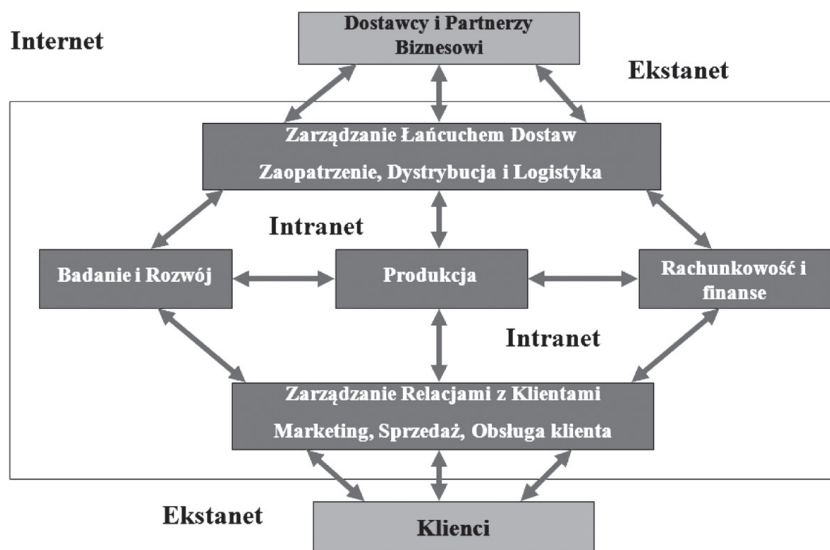 Dostawcy i Partnerzy
Biznesowi
Internet
Ekstanet
Zarządzanie Łańcuchem Dostaw
Zaopatrzenie, Dystrybucja i Logistyka
Intranet
Badanie i Rozwój
Produkcja
Rachunkowość i
finanse
Intranet
Zarządzanie Relacjami z Klientami
Marketing, Sprzedaż, Obsługa klienta
Ekstanet
Klienci